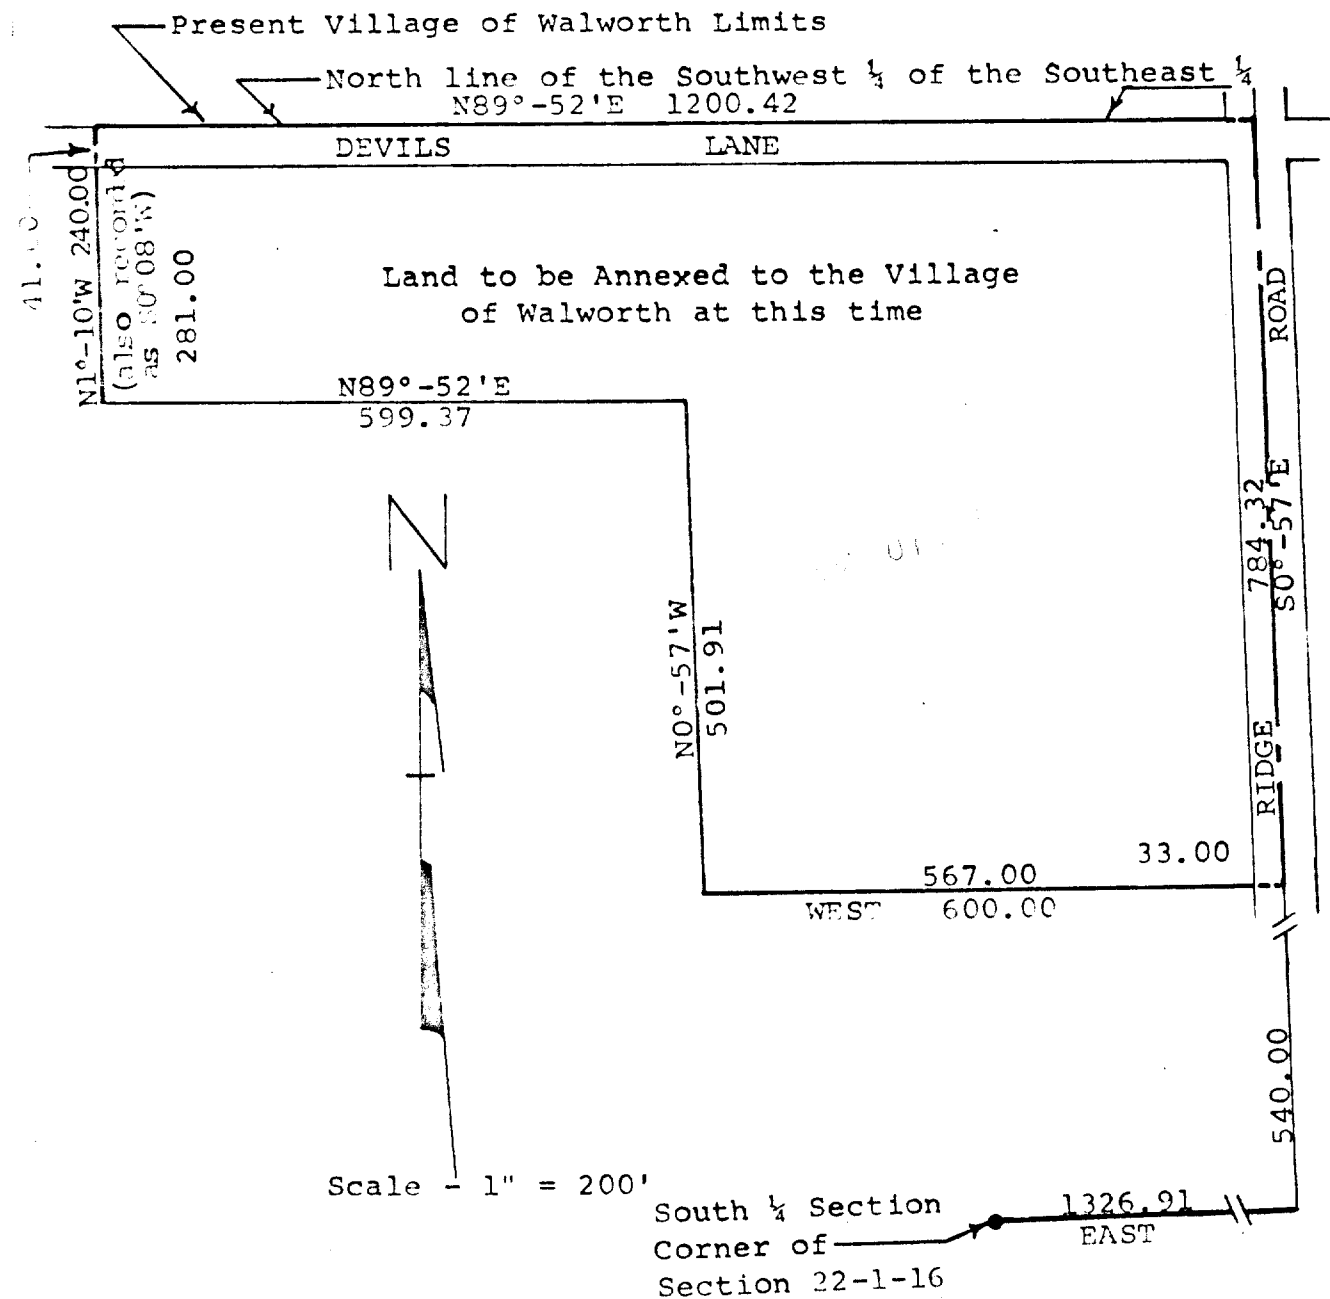 Present Village of Walworth Limits
North line of the Southwest ¼ of the Southeast ¼
N89°-52'E 1200.42
DEVILS LANE
N1°-10'W 240.00
(also
as
281.00
Land to be Annexed to the Village
of Walworth at this time
N89°-52'E
599.37
N
ROAD
784.32
S0°-57'E
N0°-57'W
501.91
RIDGE
33.00
567.00
WEST 600.00
540.00
Scale - 1" = 200'
South ¼ Section
Corner of
Section 22-1-16
1326.91
EAST